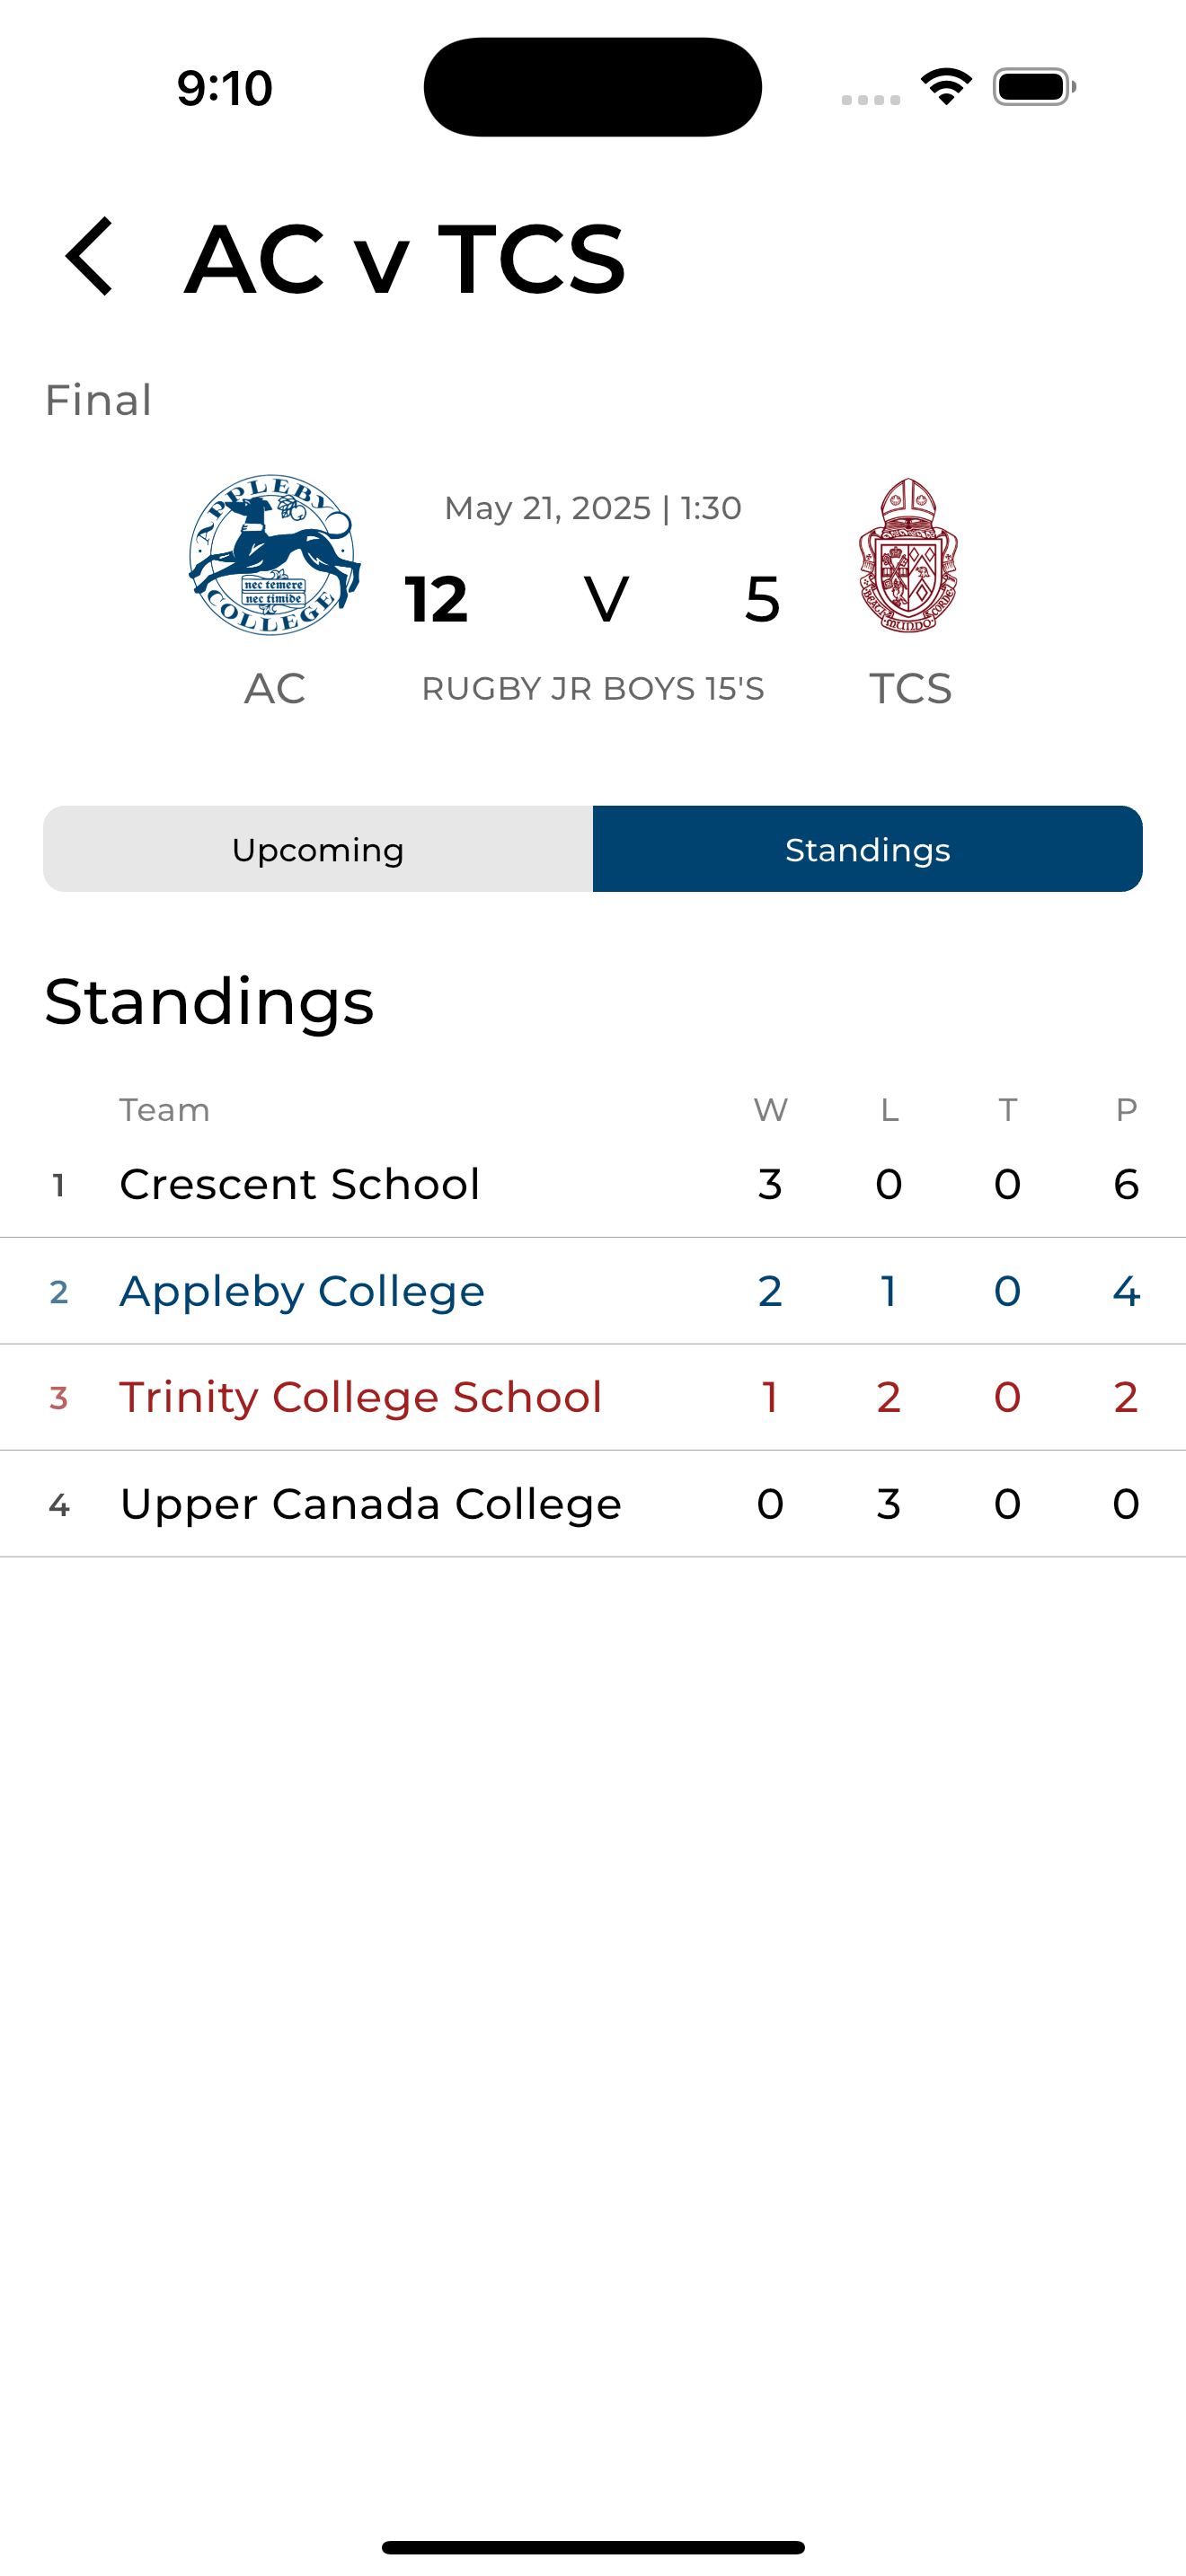 9:10
AC v TCS
Final
APPLEBY
nec temere
nec timide
COLLEGE
May 21, 2025 | 1:30
12 V 5
BEATI MUNDO CORDE
AC RUGBY JR BOYS 15'S TCS
Upcoming Standings
Standings
Team W L T P
1 Crescent School 3 0 0 6
2 Appleby College 2 1 0 4
3 Trinity College School 1 2 0 2
4 Upper Canada College 0 3 0 0